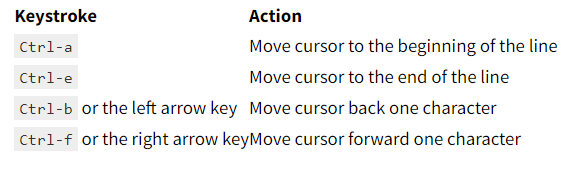 Keystroke Action
Ctrl-a Move cursor to the beginning of the line
Ctrl-e Move cursor to the end of the line
Ctrl-b or the left arrow key Move cursor back one character
Ctrl-f or the right arrow key Move cursor forward one character